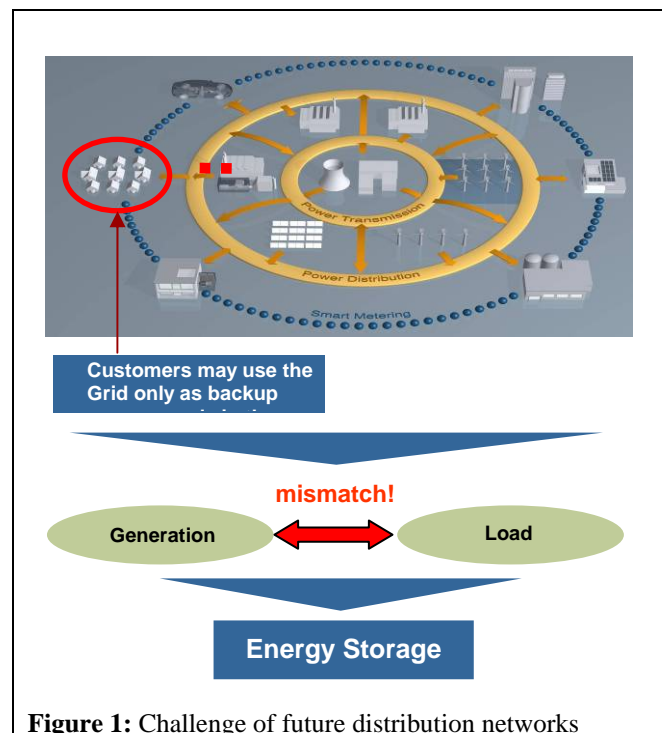 Power Transmission
Power Distribution
Smart Metering
Customers may use the
Grid only as backup
mismatch!
Generation
Load
Energy Storage
Figure 1: Challenge of future distribution networks